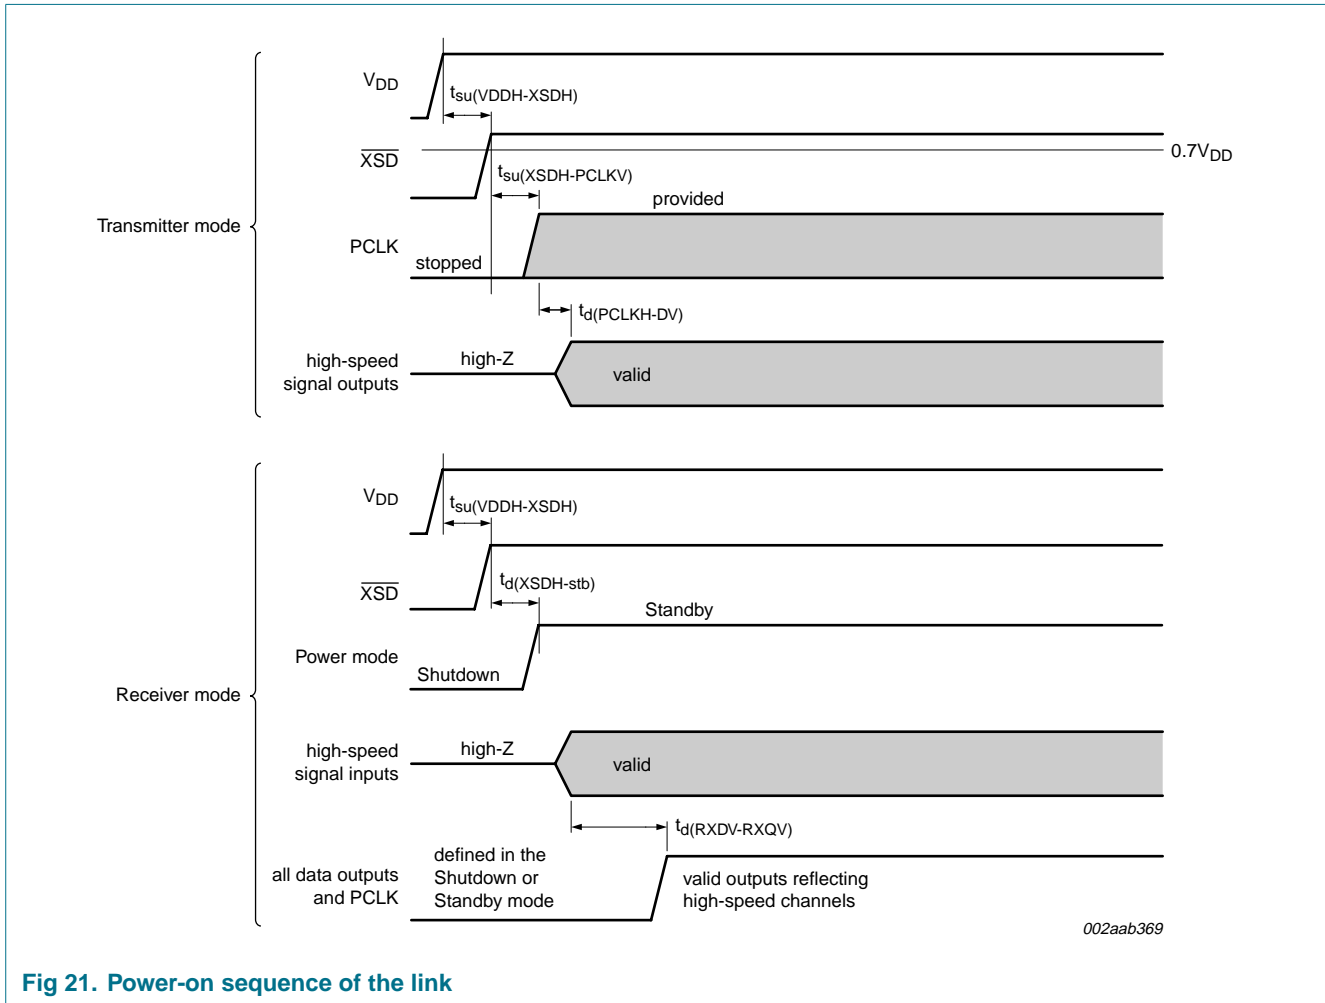 Transmitter mode
VDD
tsu(VDDH-XSDH)
XSD
0.7VDD
tsu(XSDH-PCLKV)
provided
PCLK
stopped
td(PCLKH-DV)
high-speed
signal outputs
high-Z
valid
Receiver mode
VDD
tsu(VDDH-XSDH)
XSD
td(XSDH-stb)
Standby
Power mode
Shutdown
high-speed
signal inputs
high-Z
valid
td(RXDV-RXQV)
all data outputs
and PCLK
defined in the
Shutdown or
Standby mode
valid outputs reflecting
high-speed channels
002aab369
Fig 21. Power-on sequence of the link